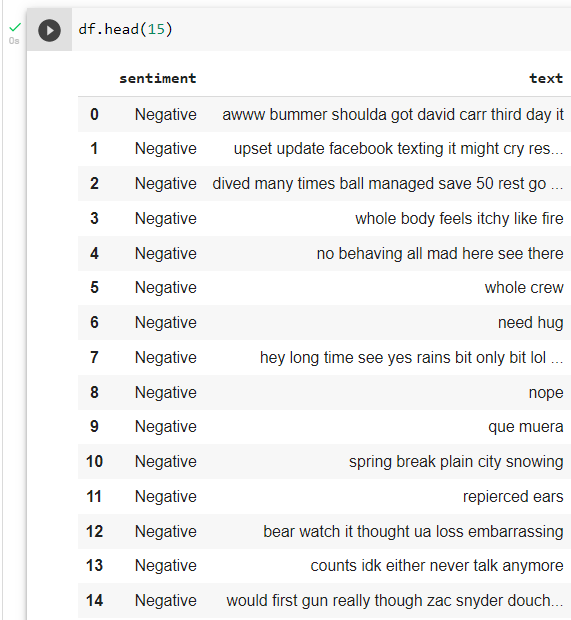 0s
df.head(15)
sentiment text
0 Negative awww bummer shoulda got david carr third day it
1 Negative upset update facebook texting it might cry res...
2 Negative dived many times ball managed save 50 rest go ...
3 Negative whole body feels itchy like fire
4 Negative no behaving all mad here see there
5 Negative whole crew
6 Negative need hug
7 Negative hey long time see yes rains bit only bit lol ...
8 Negative nope
9 Negative que muera
10 Negative spring break plain city snowing
11 Negative repierced ears
12 Negative bear watch it thought ua loss embarrassing
13 Negative counts idk either never talk anymore
14 Negative would first gun really though zac snyder douch...